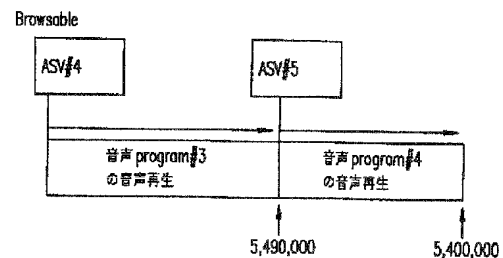 Browsable
ASV#4
ASV#5
音声program#3
の音声再生
音声program#4
の音声再生
5,490,000
5,400,000